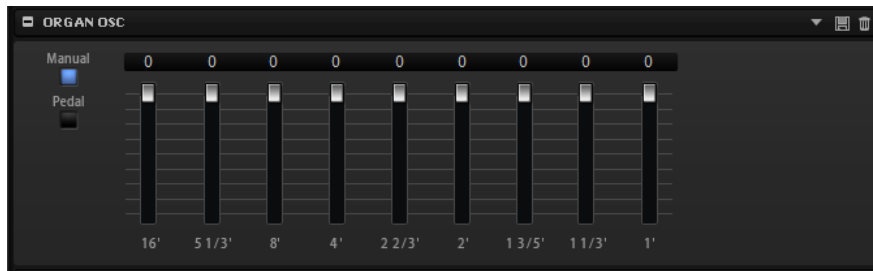 ORGAN OSC
Manual
0 0 0 0 0 0 0 0 0
Pedal
16' 5 1/3' 8' 4' 2 2/3' 2' 1 3/5' 1 1/3' 1'